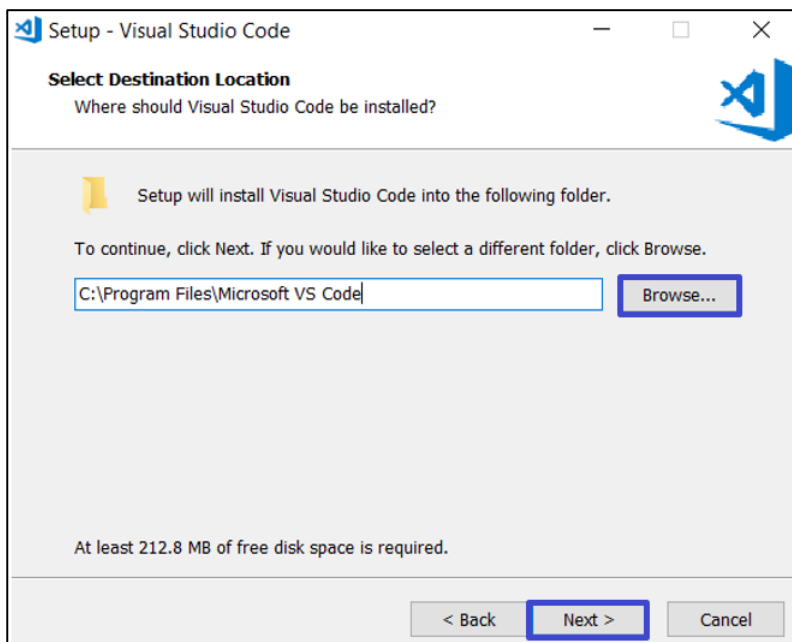 Setup - Visual Studio Code
Select Destination Location
Where should Visual Studio Code be installed?
Setup will install Visual Studio Code into the following folder.
To continue, click Next. If you would like to select a different folder, click Browse.
C:\Program Files\Microsoft VS Code
Browse...
At least 212.8 MB of free disk space is required.
< Back
Next >
Cancel